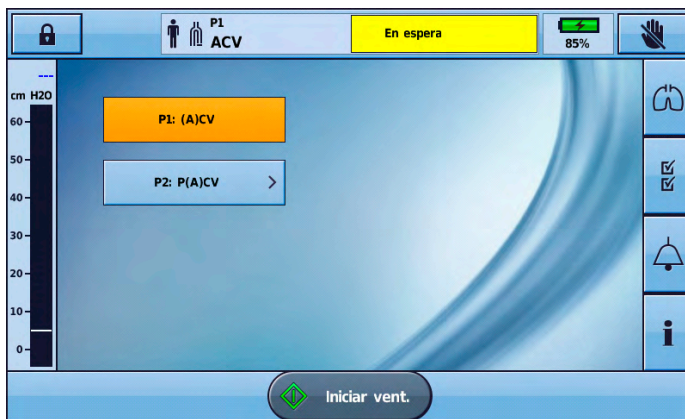 P1
ACV
En espera
85%
---
cm H2O
60
50
40
30
20
10
0
P1: (A)CV
P2: P(A)CV
i
Iniciar vent.